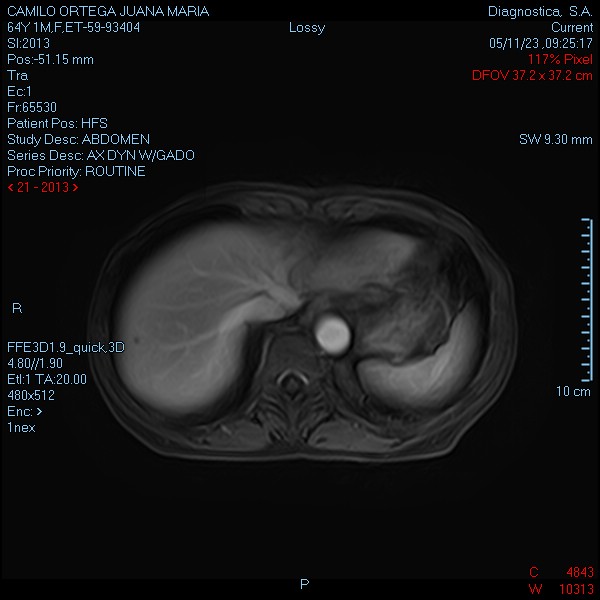 CAMILO ORTEGA JUANA MARIA
64Y 1M,F,ET-59-93404
SI:2013
Pos:-51.15 mm
Tra
Ec:1
Fr:65530
Patient Pos: HFS
Study Desc: ABDOMEN
Series Desc: AX DYN W/GADO
Proc Priority: ROUTINE
< 21 - 2013 >
Lossy
Diagnostica, S.A.
Current
05/11/23 ,09:25:17
117% Pixel
DFOV 37.2 x 37.2 cm
SW 9.30 mm
R
FFE3D1.9_quick,3D
4.80//1.90
Etl:1 TA:20.00
480x512
Enc: >
1nex
10 cm
P
C 4843
W 10313